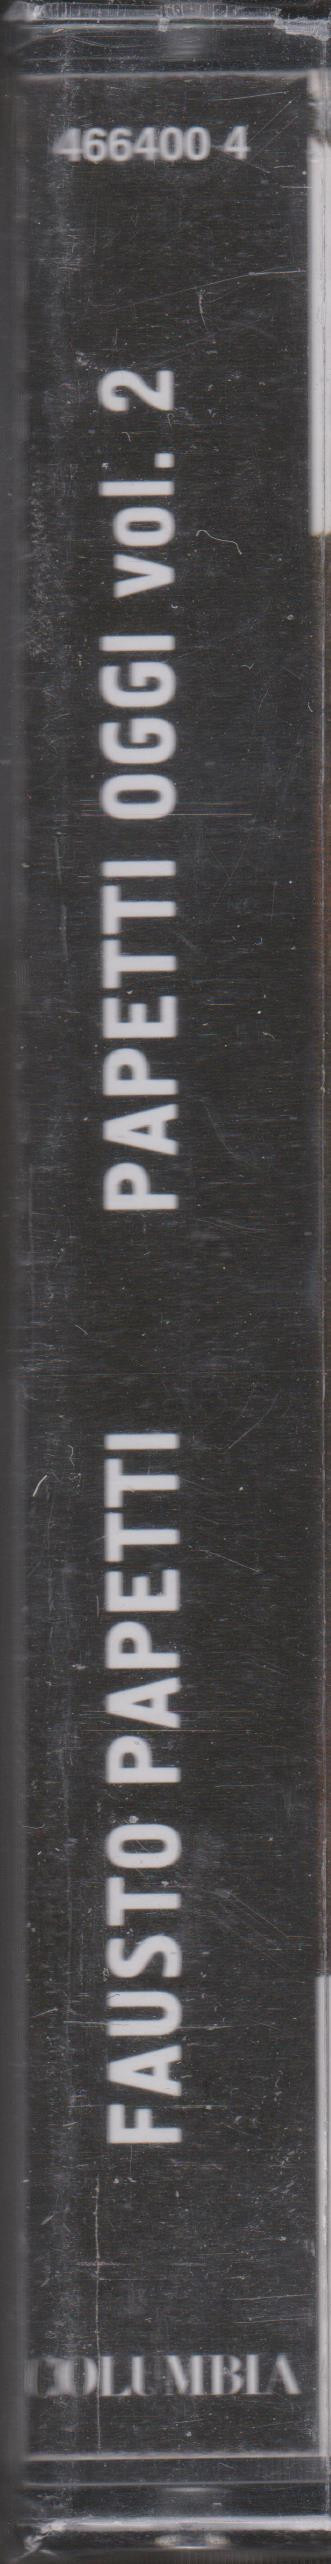 466400 4
FAUSTO PAPETTI PAPETTI OGGI vol. 2
COLUMBIA